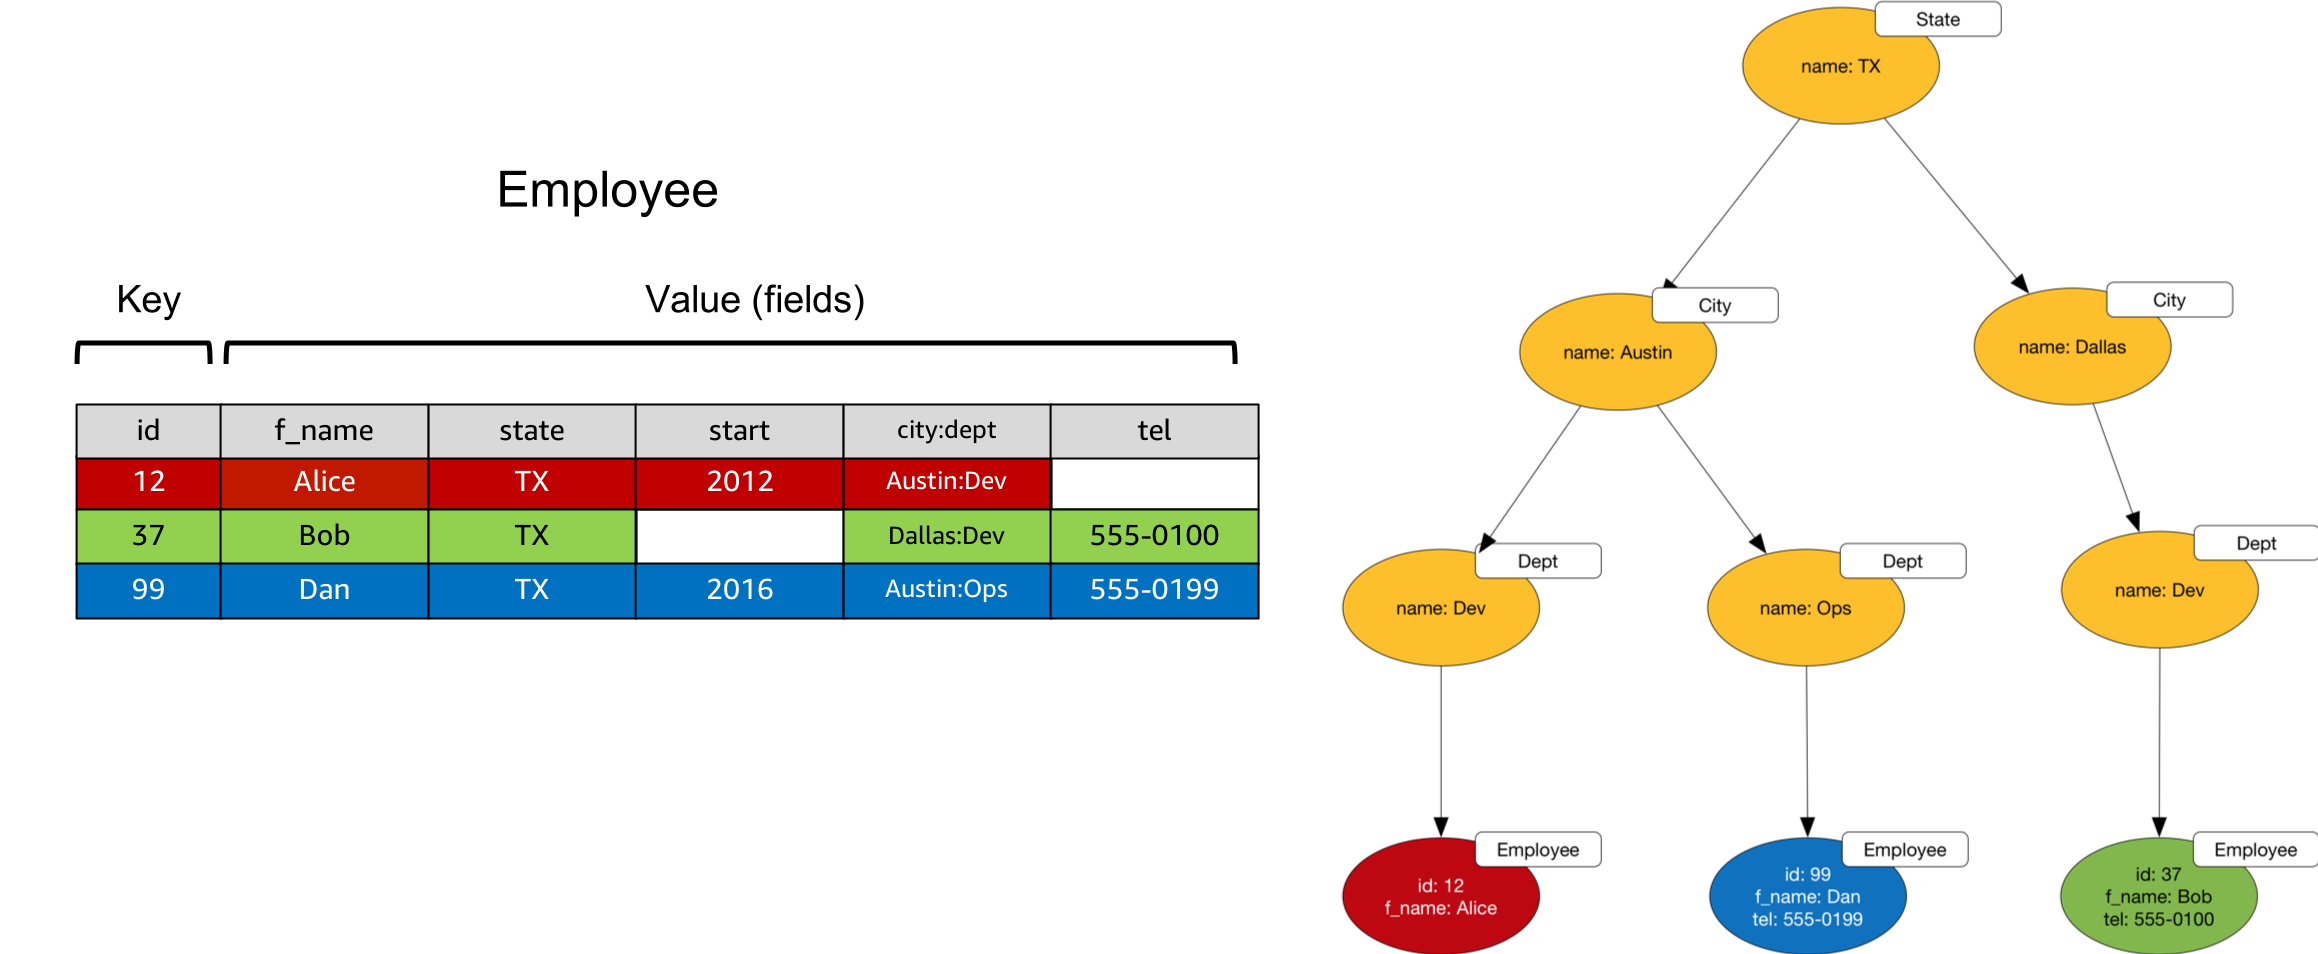 Employee
Key
Value (fields)
id f_name state start city:dept tel
12 Alice TX 2012 Austin:Dev
37 Bob TX Dallas:Dev 555-0100
99 Dan TX 2016 Austin:Ops 555-0199
State
name: TX
City
name: Austin
City
name: Dallas
Dept
name: Dev
Dept
name: Ops
Dept
name: Dev
Employee
id: 12
f_name: Alice
Employee
id: 99
f_name: Dan
tel: 555-0199
Employee
id: 37
f_name: Bob
tel: 555-0100